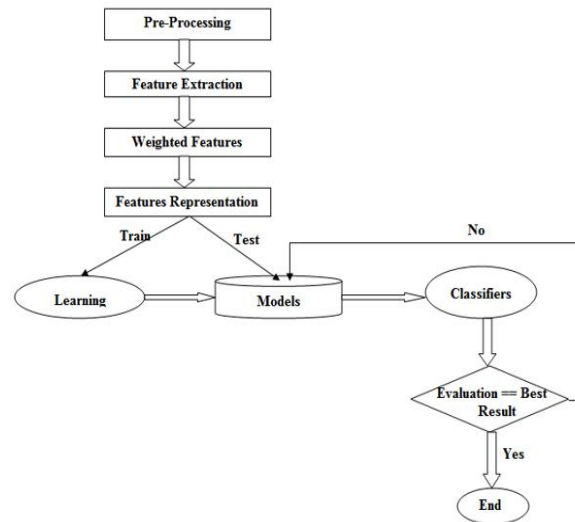 Pre-Processing
Feature Extraction
Weighted Features
Features Representation
Train
Test
No
Learning
Models
Classifiers
Evaluation == Best
Result
Yes
End